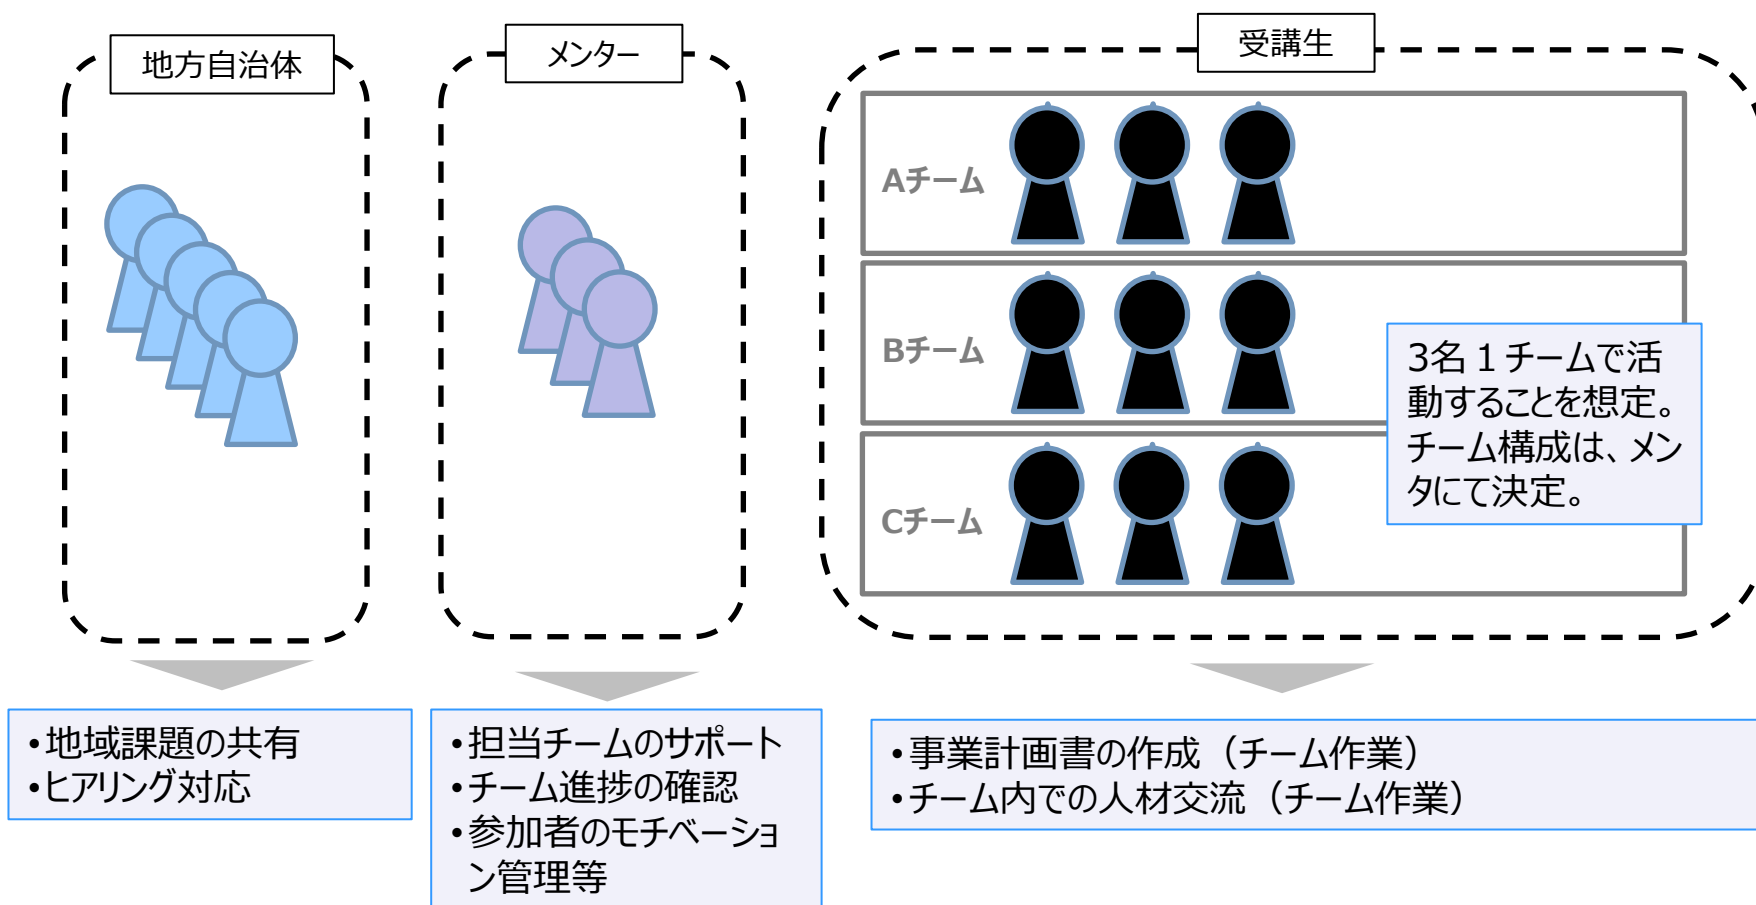 地方自治体
メンター
受講生
Aチーム
Bチーム
Cチーム
3名１チームで活
動することを想定。
チーム構成は、メン
タにて決定。
•地域課題の共有
•ヒアリング対応
•担当チームのサポート
•チーム進捗の確認
•参加者のモチベーショ
ン管理等
•事業計画書の作成（チーム作業）
•チーム内での人材交流（チーム作業）